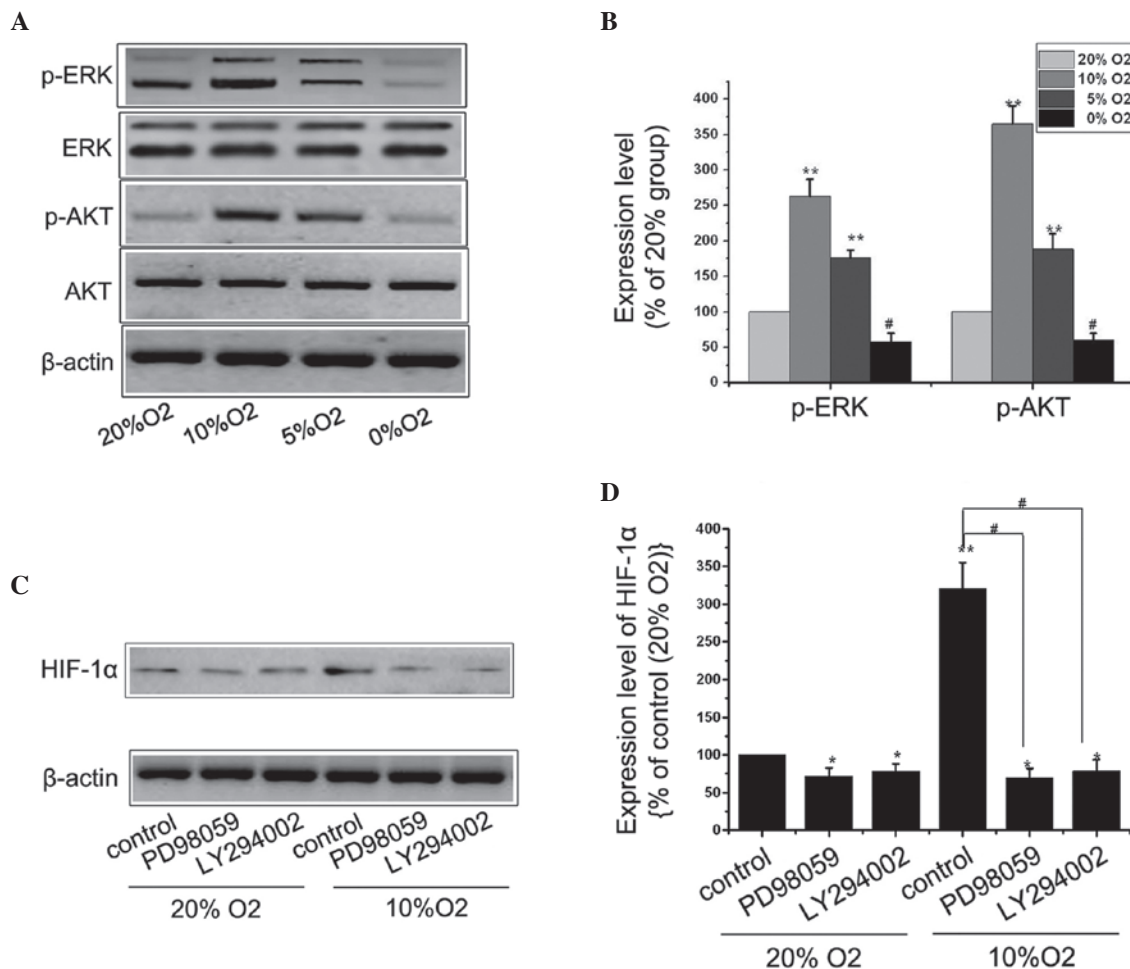 A
p-ERK
ERK
p-AKT
AKT
β-actin
20%O2 10%O2 5%O2 0%O2
B
20% O2
10% O2
5% O2
0% O2
Expression level
(% of 20% group)
400
350
300
250
200
150
100
50
0
** ** # ** ** #
p-ERK p-AKT
C
HIF-1α
β-actin
control PD98059 LY294002 control PD98059 LY294002
20% O2 10%O2
D
Expression level of HIF-1α
{% of control (20% O2)}
400
350
300
250
200
150
100
50
0
#
#
* * ** * *
control PD98059 LY294002 control PD98059 LY294002
20% O2 10%O2